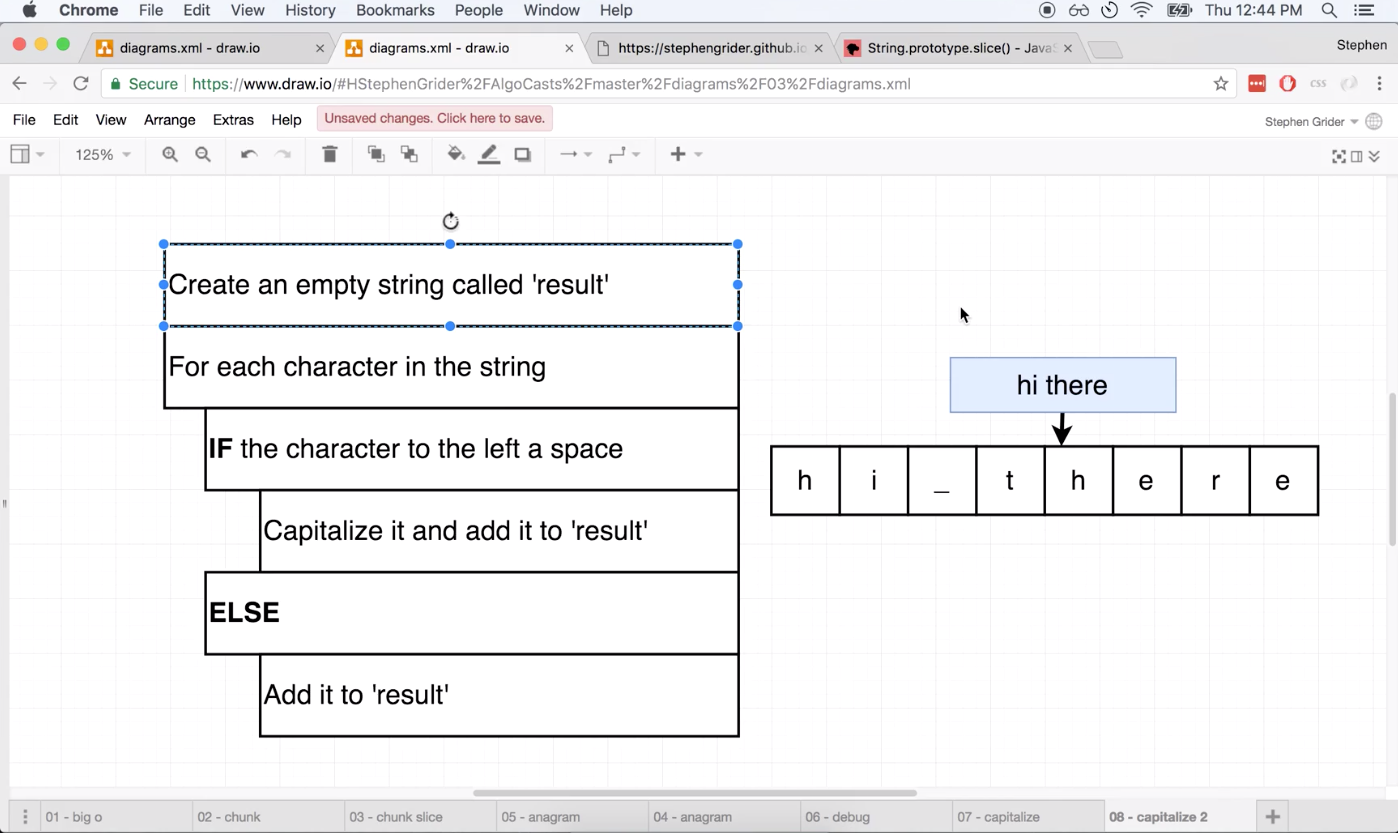 Chrome File Edit View History Bookmarks People Window Help Thu 12:44 PM
diagrams.xml - draw.io
diagrams.xml - draw.io
https://stephengrider.github.io
String.prototype.slice() - Java
Stephen
Secure https://www.draw.io/#HStephenGrider%2FAlgoCasts%2Fmaster%2Fdiagrams%2F03%2Fdiagrams.xml
CSS
File Edit View Arrange Extras Help Unsaved changes. Click here to save. Stephen Grider
125%
Create an empty string called 'result'
For each character in the string
IF the character to the left a space
Capitalize it and add it to 'result'
ELSE
Add it to 'result'
hi there
h i _ t h e r e
01 - big o 02 - chunk 03 - chunk slice 05 - anagram 04 - anagram 06 - debug 07 - capitalize 08 - capitalize 2